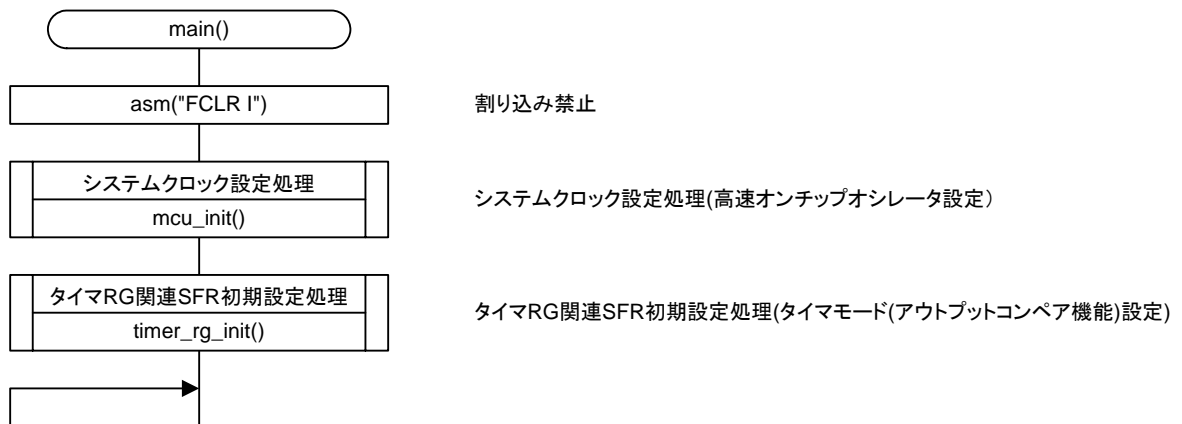 main()
asm("FCLR I")
割り込み禁止
システムクロック設定処理
mcu_init()
システムクロック設定処理(高速オンチップオシレータ設定）
タイマRG関連SFR初期設定処理
timer_rg_init()
タイマRG関連SFR初期設定処理(タイマモード(アウトプットコンペア機能)設定)